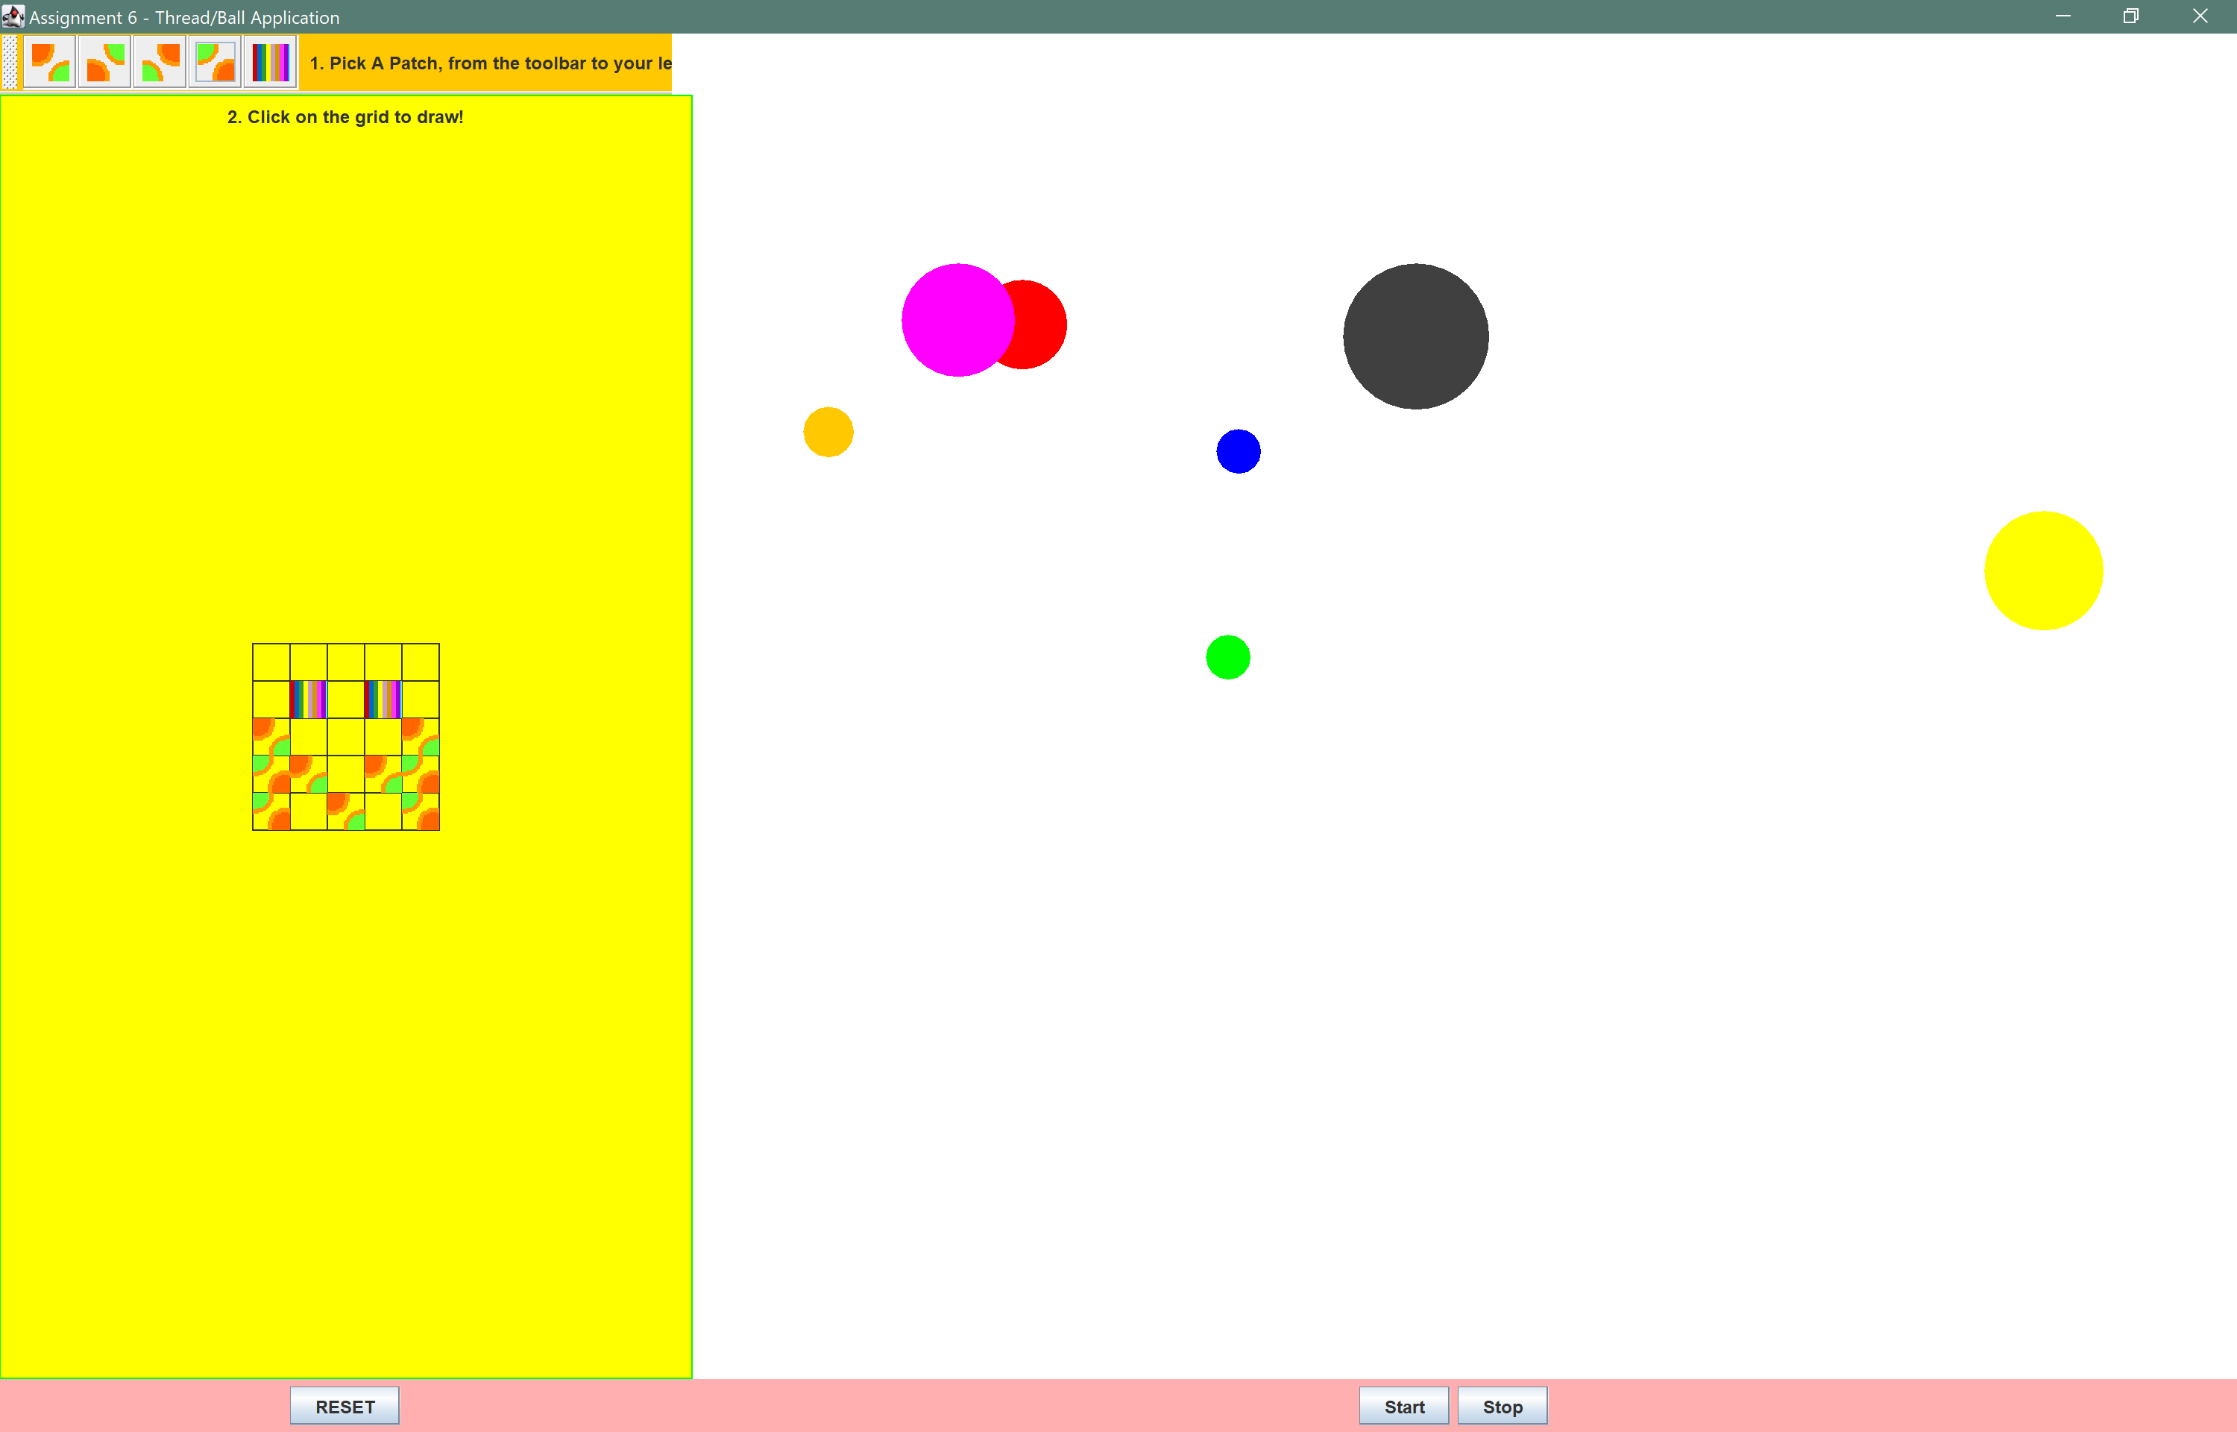 Assignment 6 - Thread/Ball Application
1. Pick A Patch, from the toolbar to your le
2. Click on the grid to draw!
RESET
Start
Stop